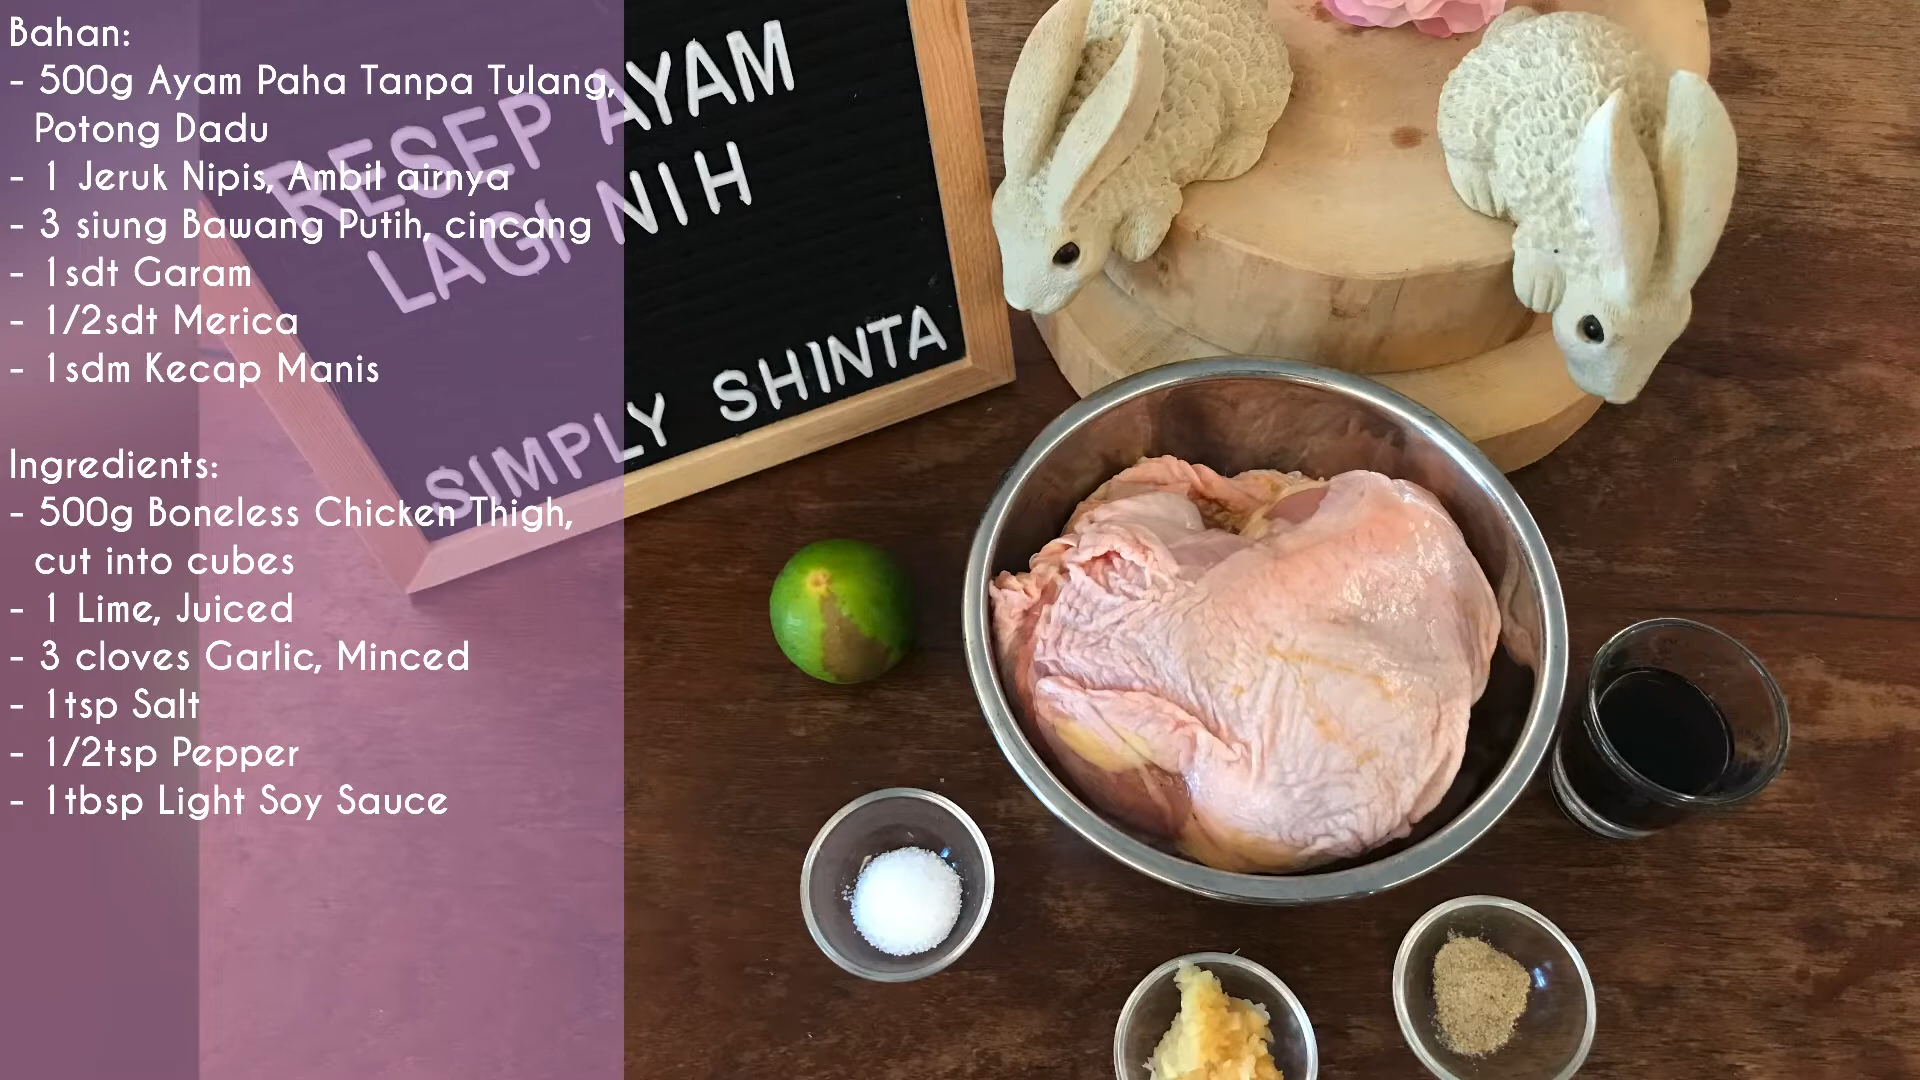 Bahan:
- 500g Ayam Paha Tanpa Tulang,
Potong Dadu
- 1 Jeruk Nipis, Ambil airnya
- 3 siung Bawang Putih, cincang
- 1sdt Garam
- 1/2sdt Merica
- 1sdm Kecap Manis
Ingredients:
- 500g Boneless Chicken Thigh,
cut into cubes
- 1 Lime, Juiced
- 3 cloves Garlic, Minced
- 1tsp Salt
- 1/2tsp Pepper
- 1tbsp Light Soy Sauce
RESEP AYAM
LAGI NIH
SIMPLY SHINTA